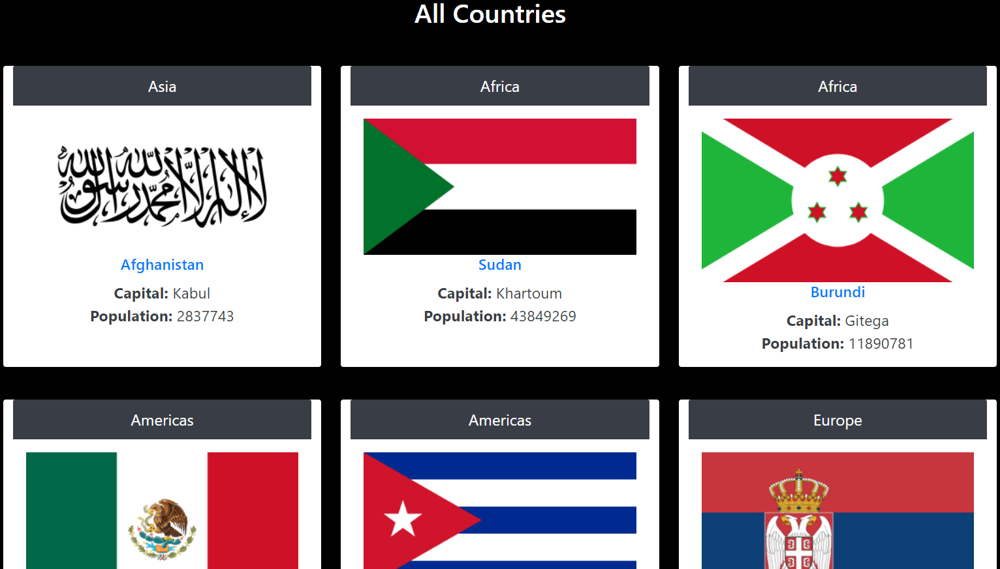 All Countries
Asia
Africa
Africa
لا إله إلا الله محمد رسول الله
Afghanistan
Capital: Kabul
Population: 2837743
Sudan
Capital: Khartoum
Population: 43849269
Burundi
Capital: Gitega
Population: 11890781
Americas
Americas
Europe